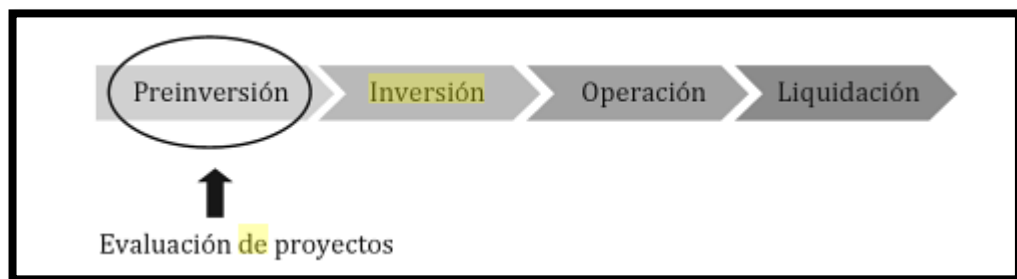 Preinversión Inversión Operación Liquidación
Evaluación de proyectos